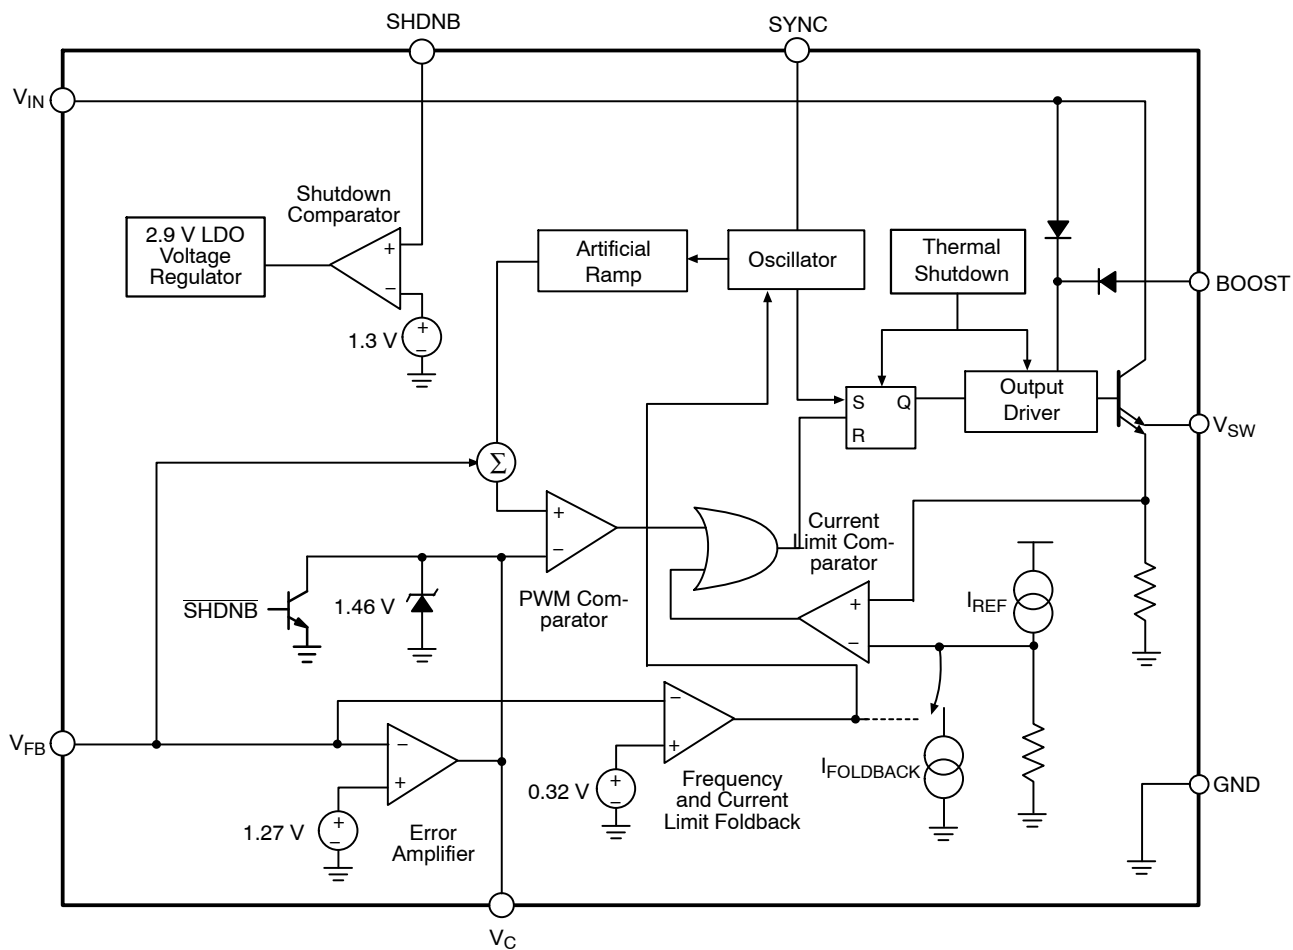 SHDNB
SYNC
V_IN
Shutdown
Comparator
2.9 V LDO
Voltage
Regulator
+
−
1.3 V
+
−
Artificial
Ramp
Oscillator
Thermal
Shutdown
BOOST
S
Q
R
Output
Driver
V_SW
Σ
+
−
PWM Com-
parator
Current
Limit Com-
parator
+
−
I_REF
SHDNB
1.46 V
V_FB
−
+
Error
Amplifier
1.27 V
+
−
−
+
0.32 V
+
−
Frequency
and Current
Limit Foldback
I_FOLDBACK
GND
V_C